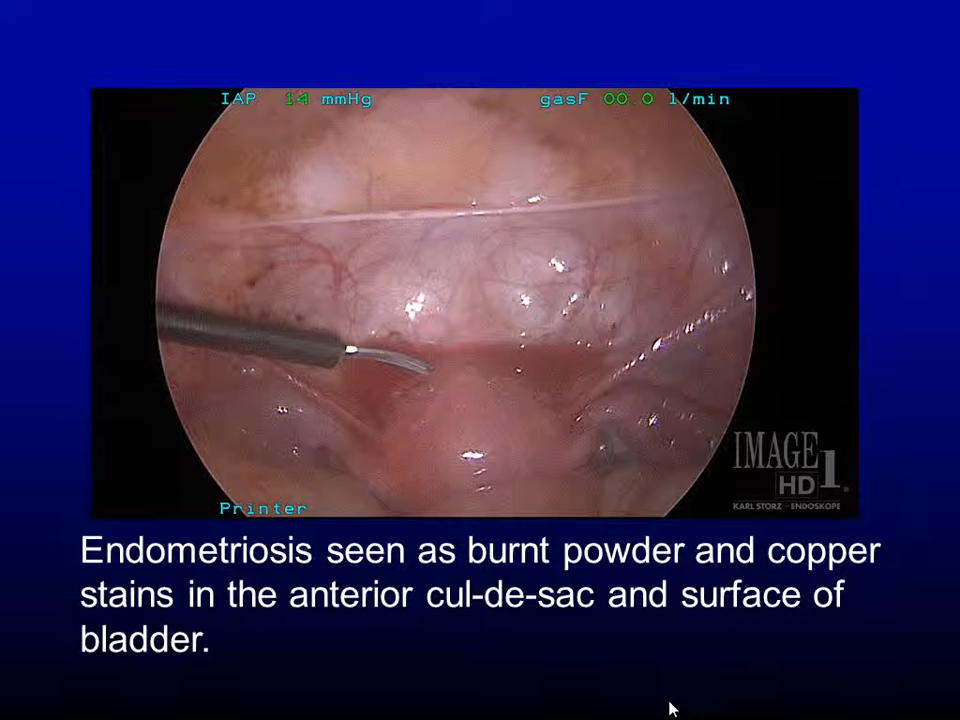 IAP 14 mmHg gasF 00.0 l/min
IMAGE 1
HD
KARL STORZ — ENDOSKOPE
Printer
Endometriosis seen as burnt powder and copper
stains in the anterior cul-de-sac and surface of
bladder.